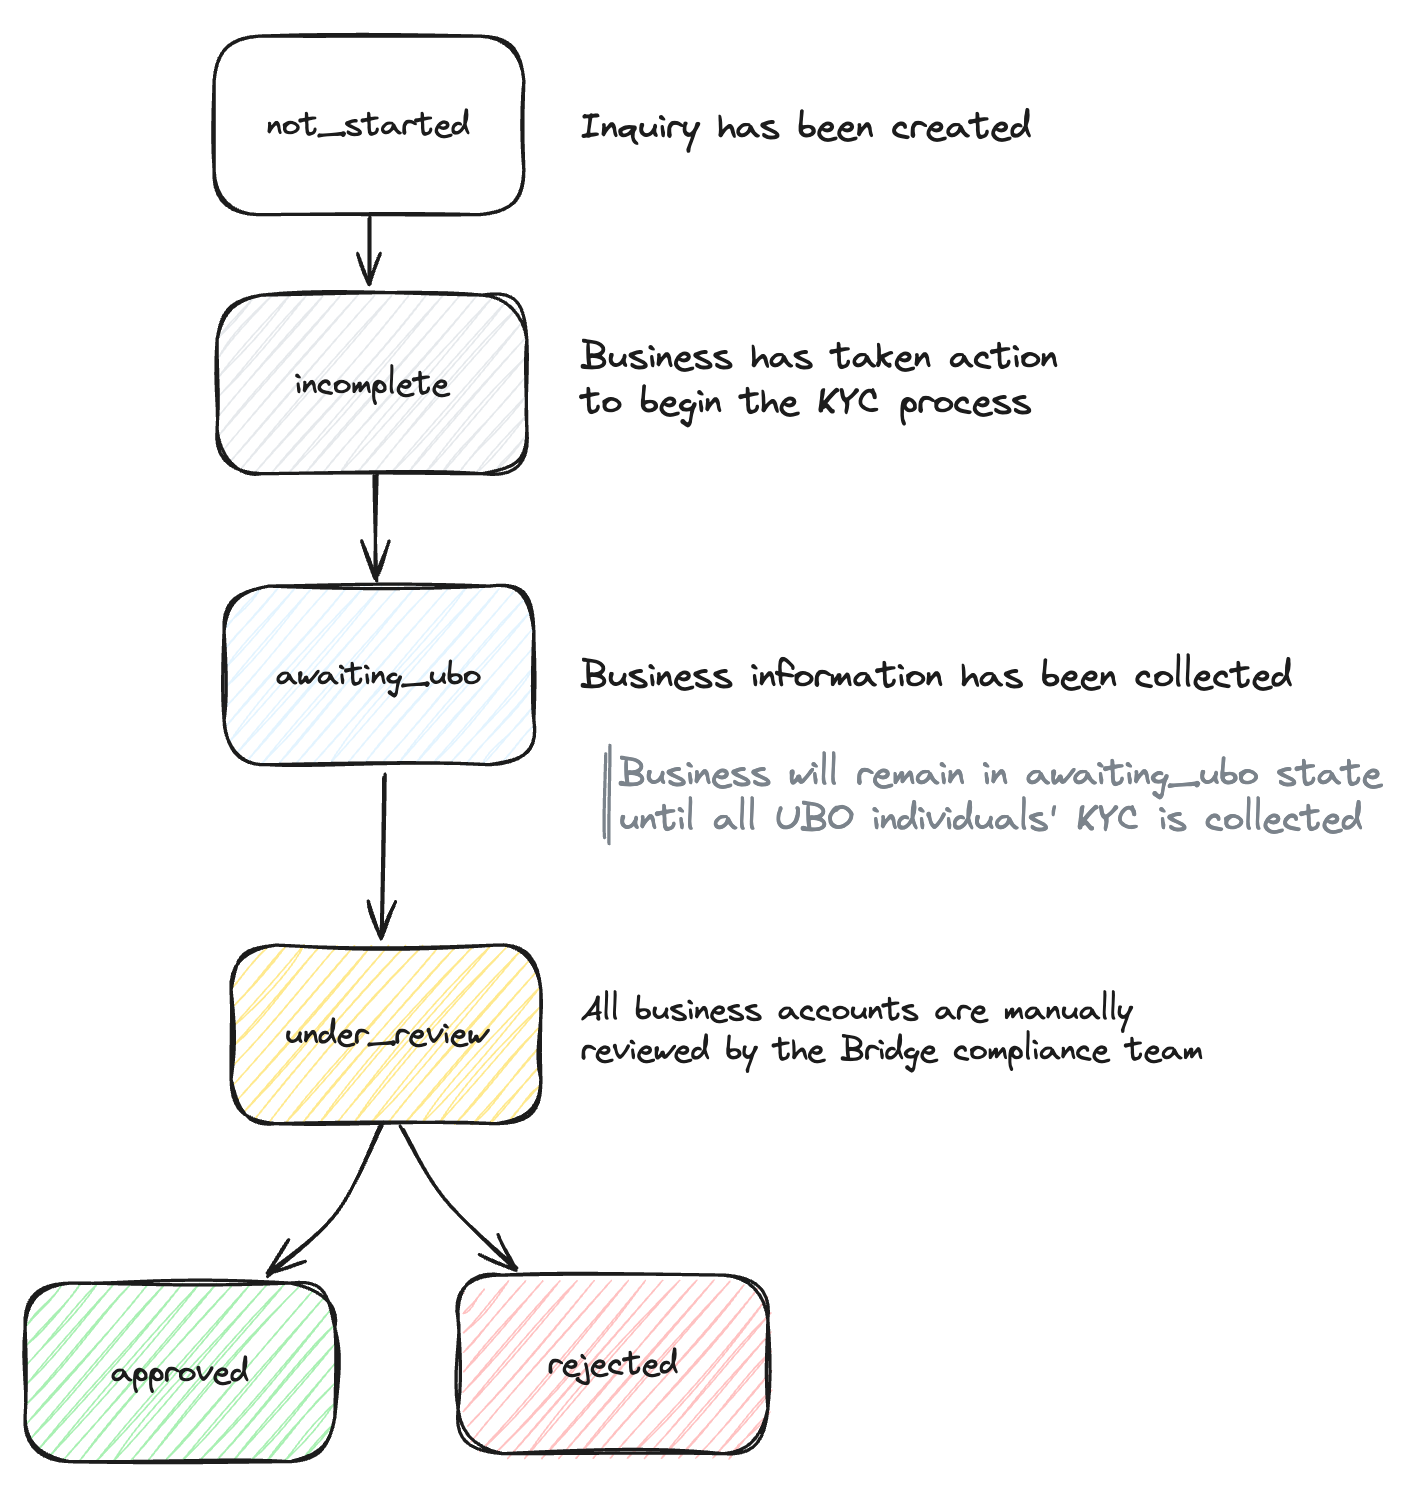 not_started
Inquiry has been created
incomplete
Business has taken action
to begin the KYC process
awaiting_ubo
Business information has been collected
Business will remain in awaiting_ubo state
until all UBO individuals' KYC is collected
under_review
All business accounts are manually
reviewed by the Bridge compliance team
approved
rejected